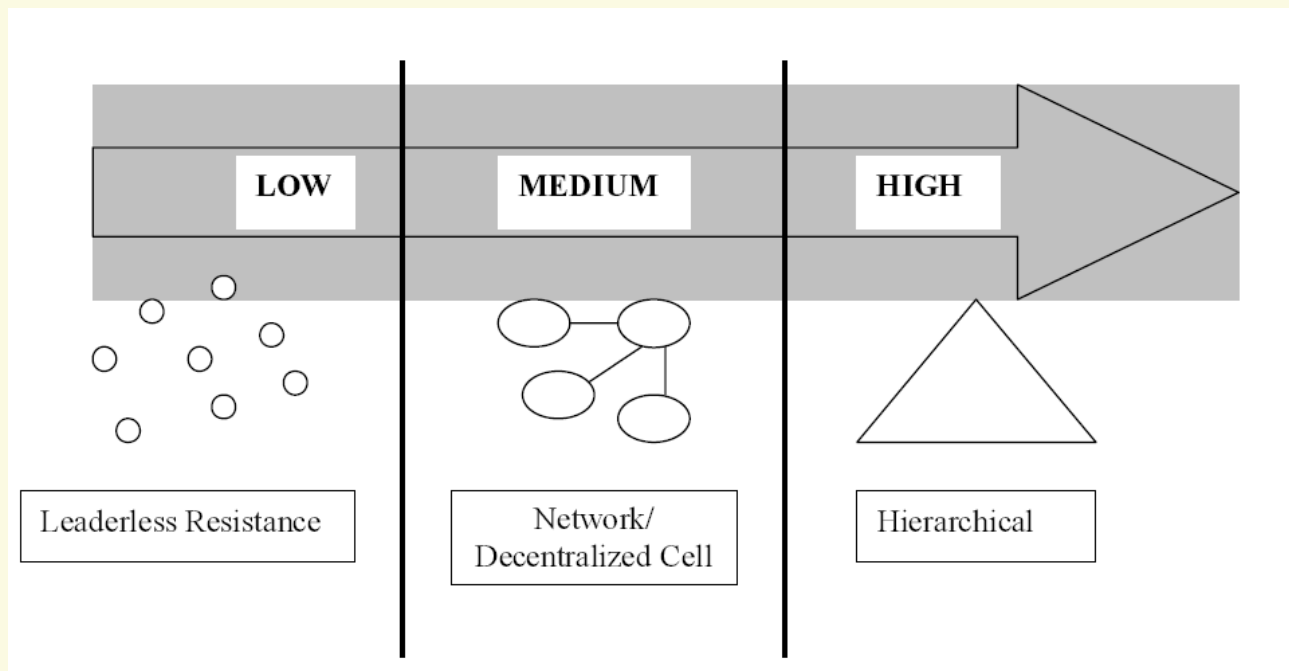 LOW
MEDIUM
HIGH
Leaderless Resistance
Network/
Decentralized Cell
Hierarchical